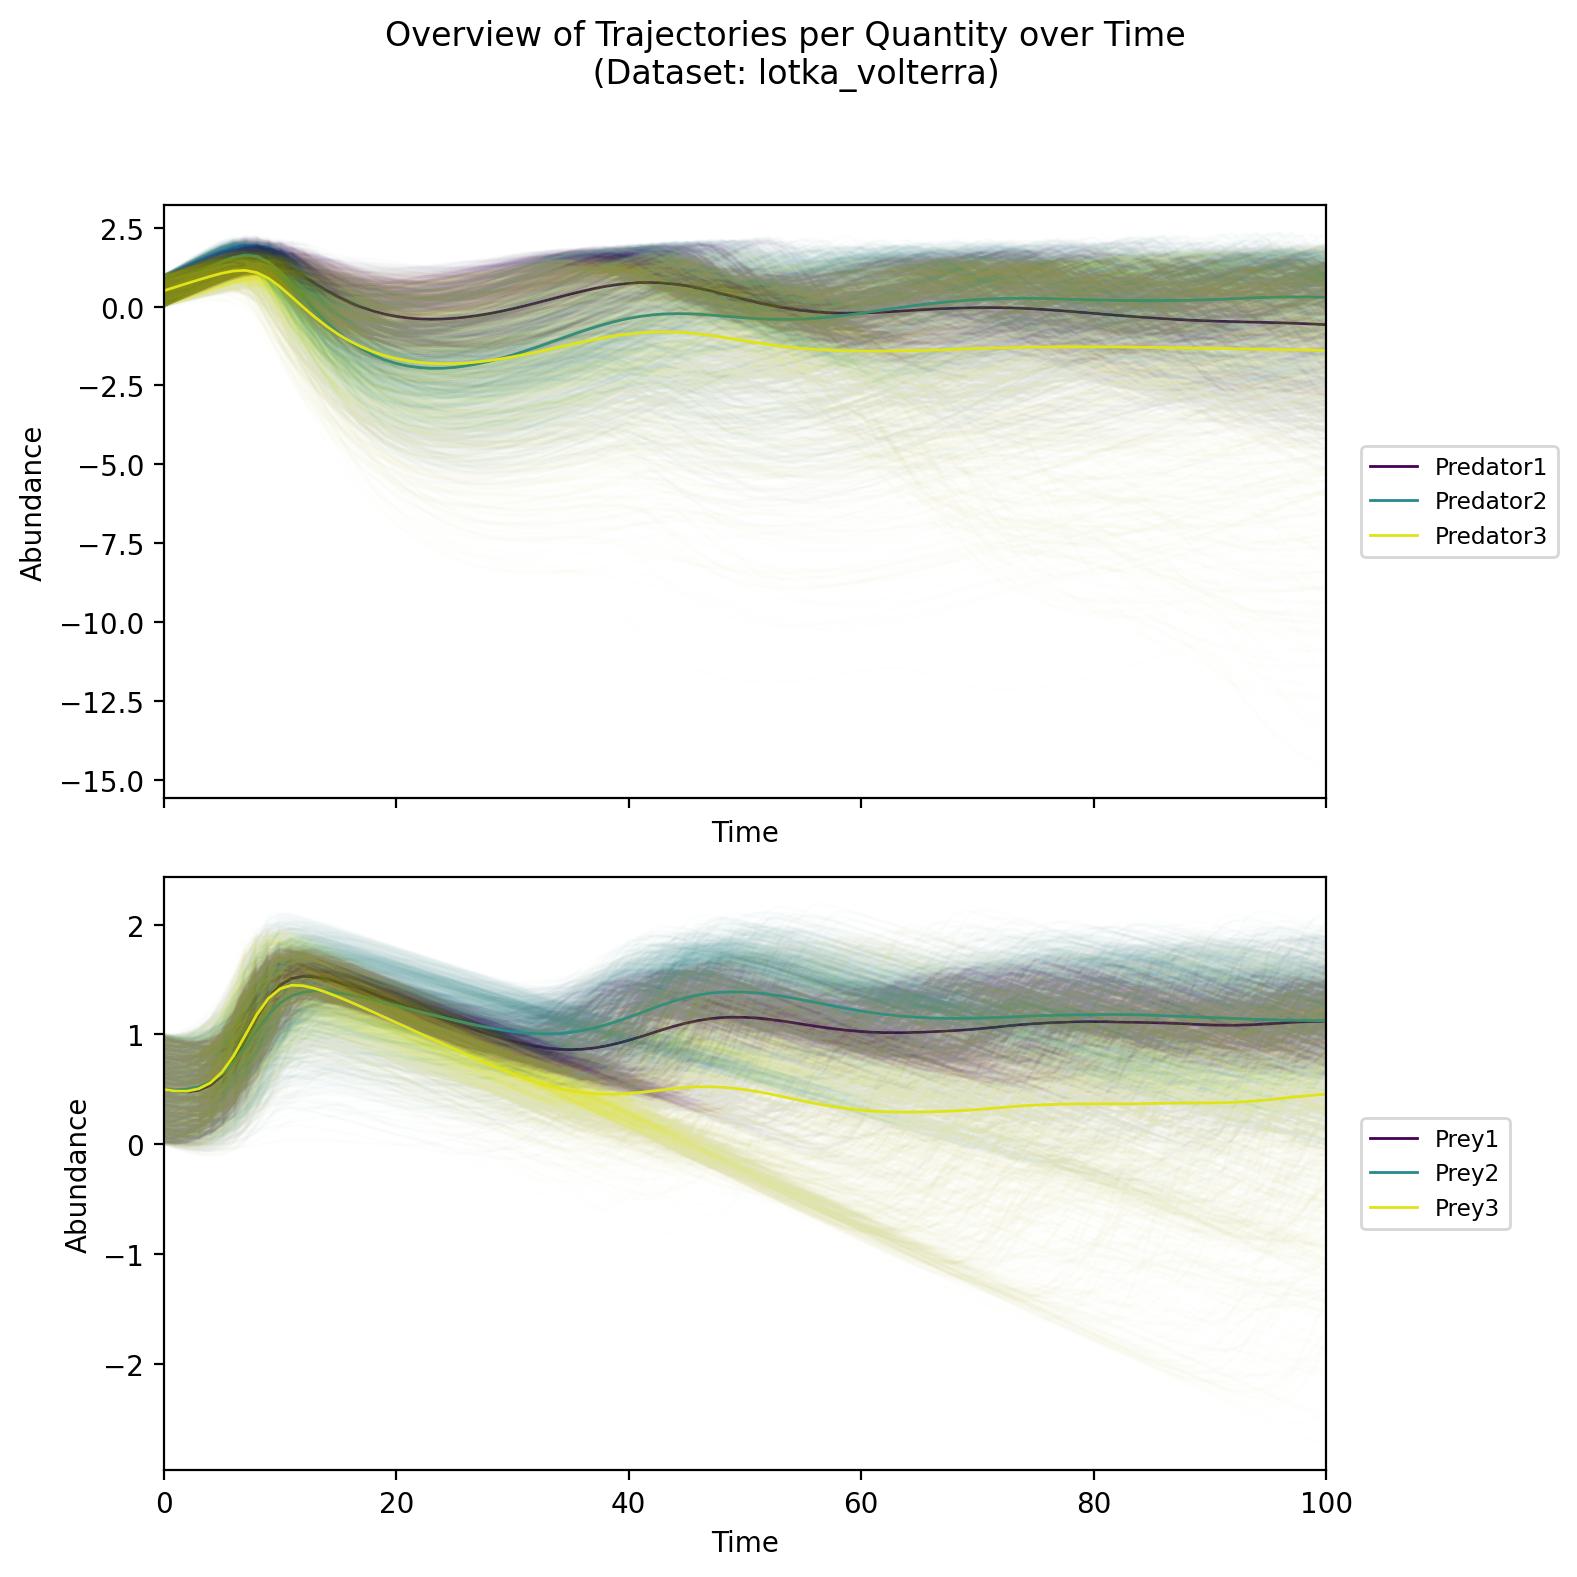 Overview of Trajectories per Quantity over Time
(Dataset: lotka_volterra)
2.5
0.0
−2.5
−5.0
−7.5
−10.0
−12.5
−15.0
Abundance
Time
Predator1
Predator2
Predator3
2
1
0
−1
−2
Abundance
0 20 40 60 80 100
Time
Prey1
Prey2
Prey3